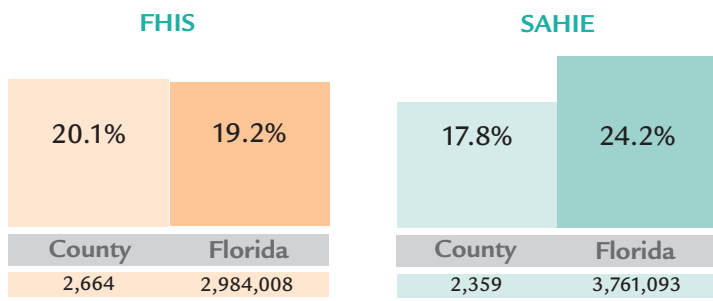 FHIS
20.1% 19.2%
County Florida
2,664 2,984,008
SAHIE
17.8% 24.2%
County Florida
2,359 3,761,093